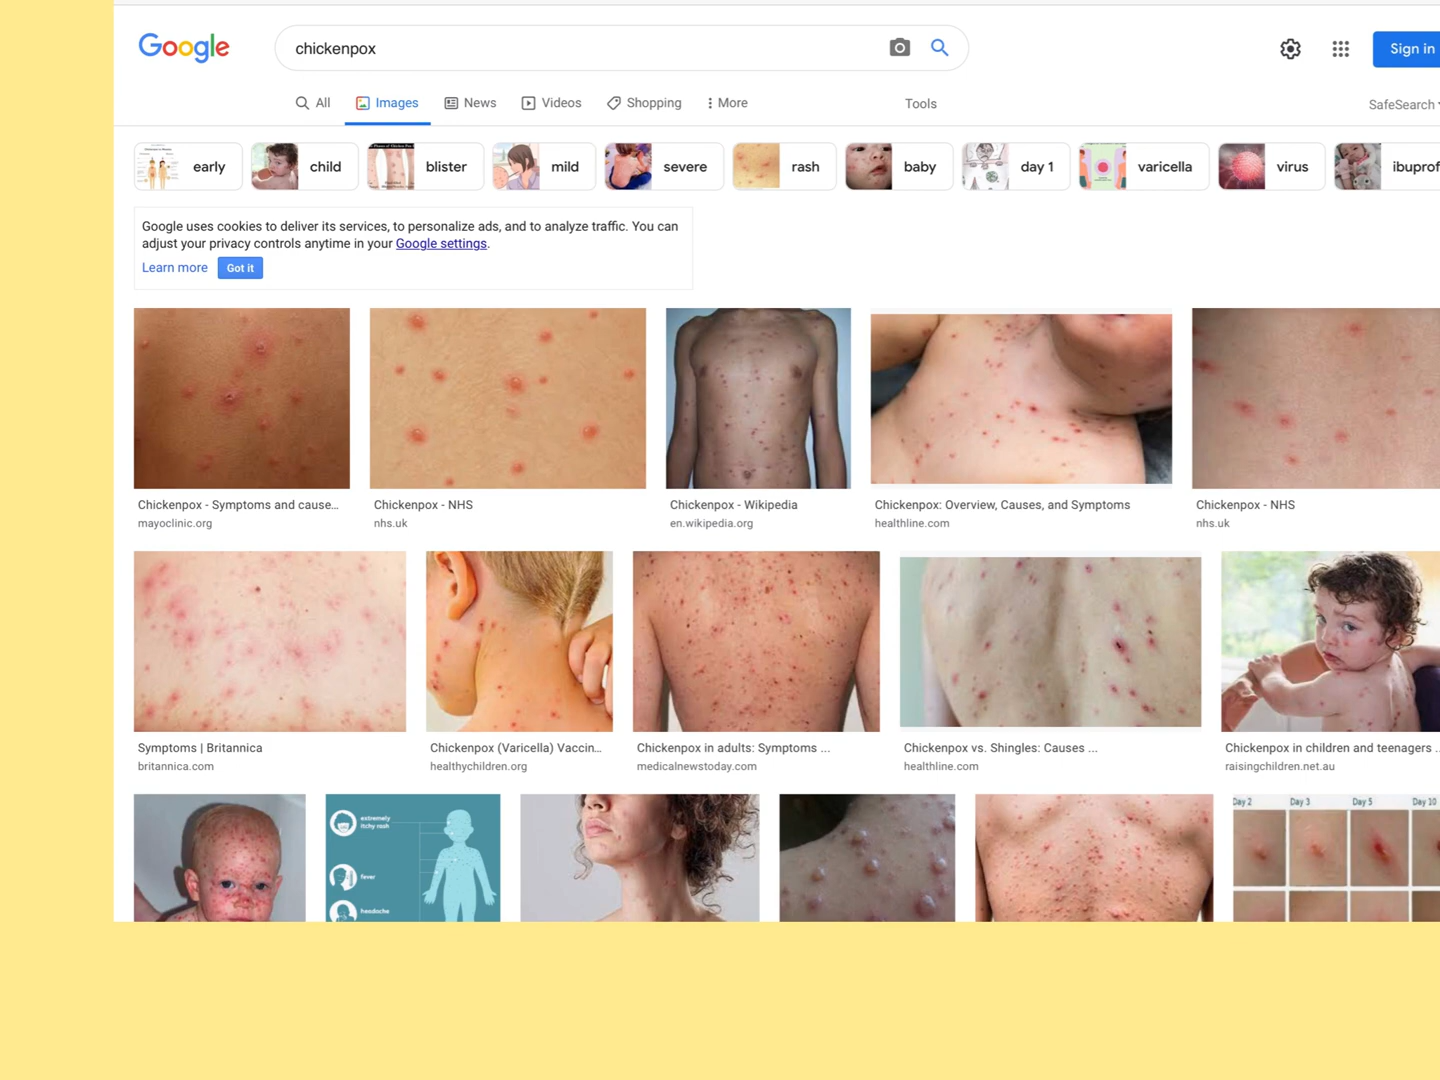 Google
chickenpox
Sign in
All
Images
News
Videos
Shopping
More
Tools
SafeSearch
early
child
blister
mild
severe
rash
baby
day 1
varicella
virus
ibuprof
Google uses cookies to deliver its services, to personalize ads, and to analyze traffic. You can
adjust your privacy controls anytime in your Google settings.
Learn more
Got it
Chickenpox - Symptoms and cause...
mayoclinic.org
Chickenpox - NHS
nhs.uk
Chickenpox - Wikipedia
en.wikipedia.org
Chickenpox: Overview, Causes, and Symptoms
healthline.com
Chickenpox - NHS
nhs.uk
Symptoms | Britannica
britannica.com
Chickenpox (Varicella) Vaccin...
healthychildren.org
Chickenpox in adults: Symptoms ...
medicalnewstoday.com
Chickenpox vs. Shingles: Causes ...
healthline.com
Chickenpox in children and teenagers ..
raisingchildren.net.au
extremely
itchy rash
fever
headache
Day 2
Day 3
Day 5
Day 10